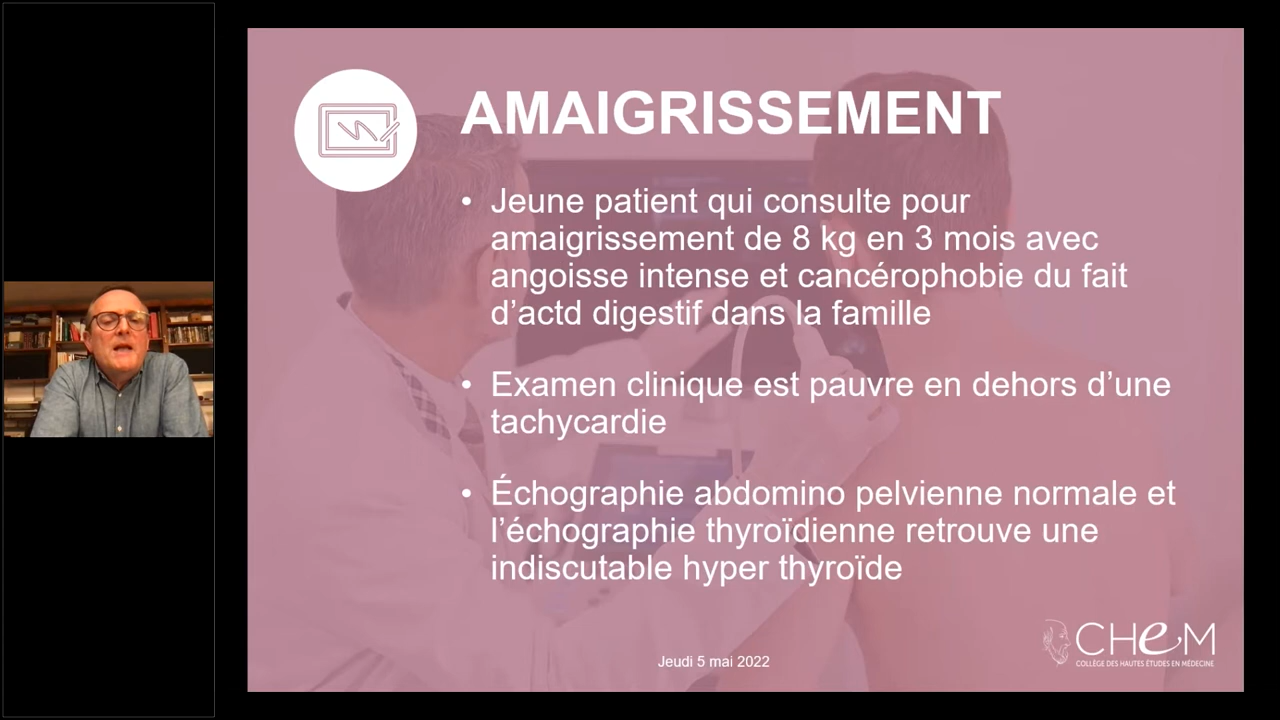 AMAIGRISSEMENT
• Jeune patient qui consulte pour
amaigrissement de 8 kg en 3 mois avec
angoisse intense et cancérophobie du fait
d’actd digestif dans la famille
• Examen clinique est pauvre en dehors d’une
tachycardie
• Échographie abdomino pelvienne normale et
l’échographie thyroïdienne retrouve une
indiscutable hyper thyroïde
Jeudi 5 mai 2022
CHeM
COLLÈGE DES HAUTES ÉTUDES EN MÉDECINE